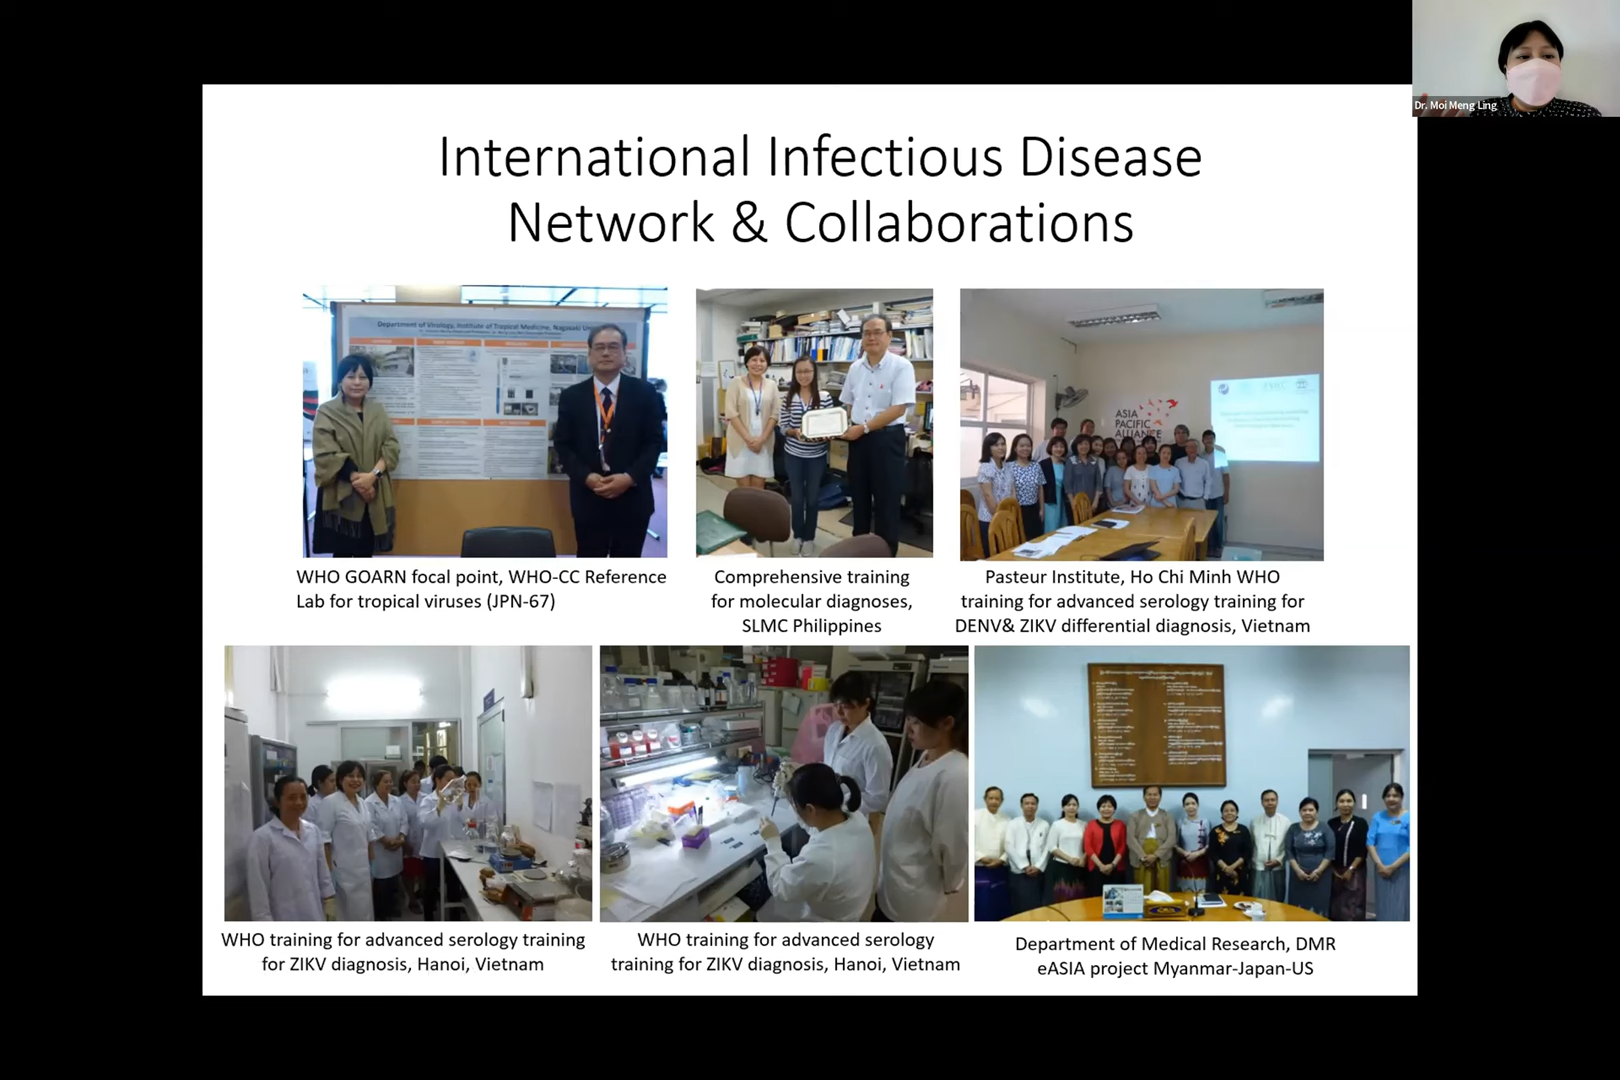 Dr. Moi Meng Ling
International Infectious Disease
Network & Collaborations
Department of Virology, Institute of Tropical Medicine, Nagasaki
ASIA
PACIFIC
ALLIANCE
WHO GOARN focal point, WHO-CC Reference
Lab for tropical viruses (JPN-67)
Comprehensive training
for molecular diagnoses,
SLMC Philippines
Pasteur Institute, Ho Chi Minh WHO
training for advanced serology training for
DENV& ZIKV differential diagnosis, Vietnam
WHO training for advanced serology training
for ZIKV diagnosis, Hanoi, Vietnam
WHO training for advanced serology
training for ZIKV diagnosis, Hanoi, Vietnam
Department of Medical Research, DMR
eASIA project Myanmar-Japan-US